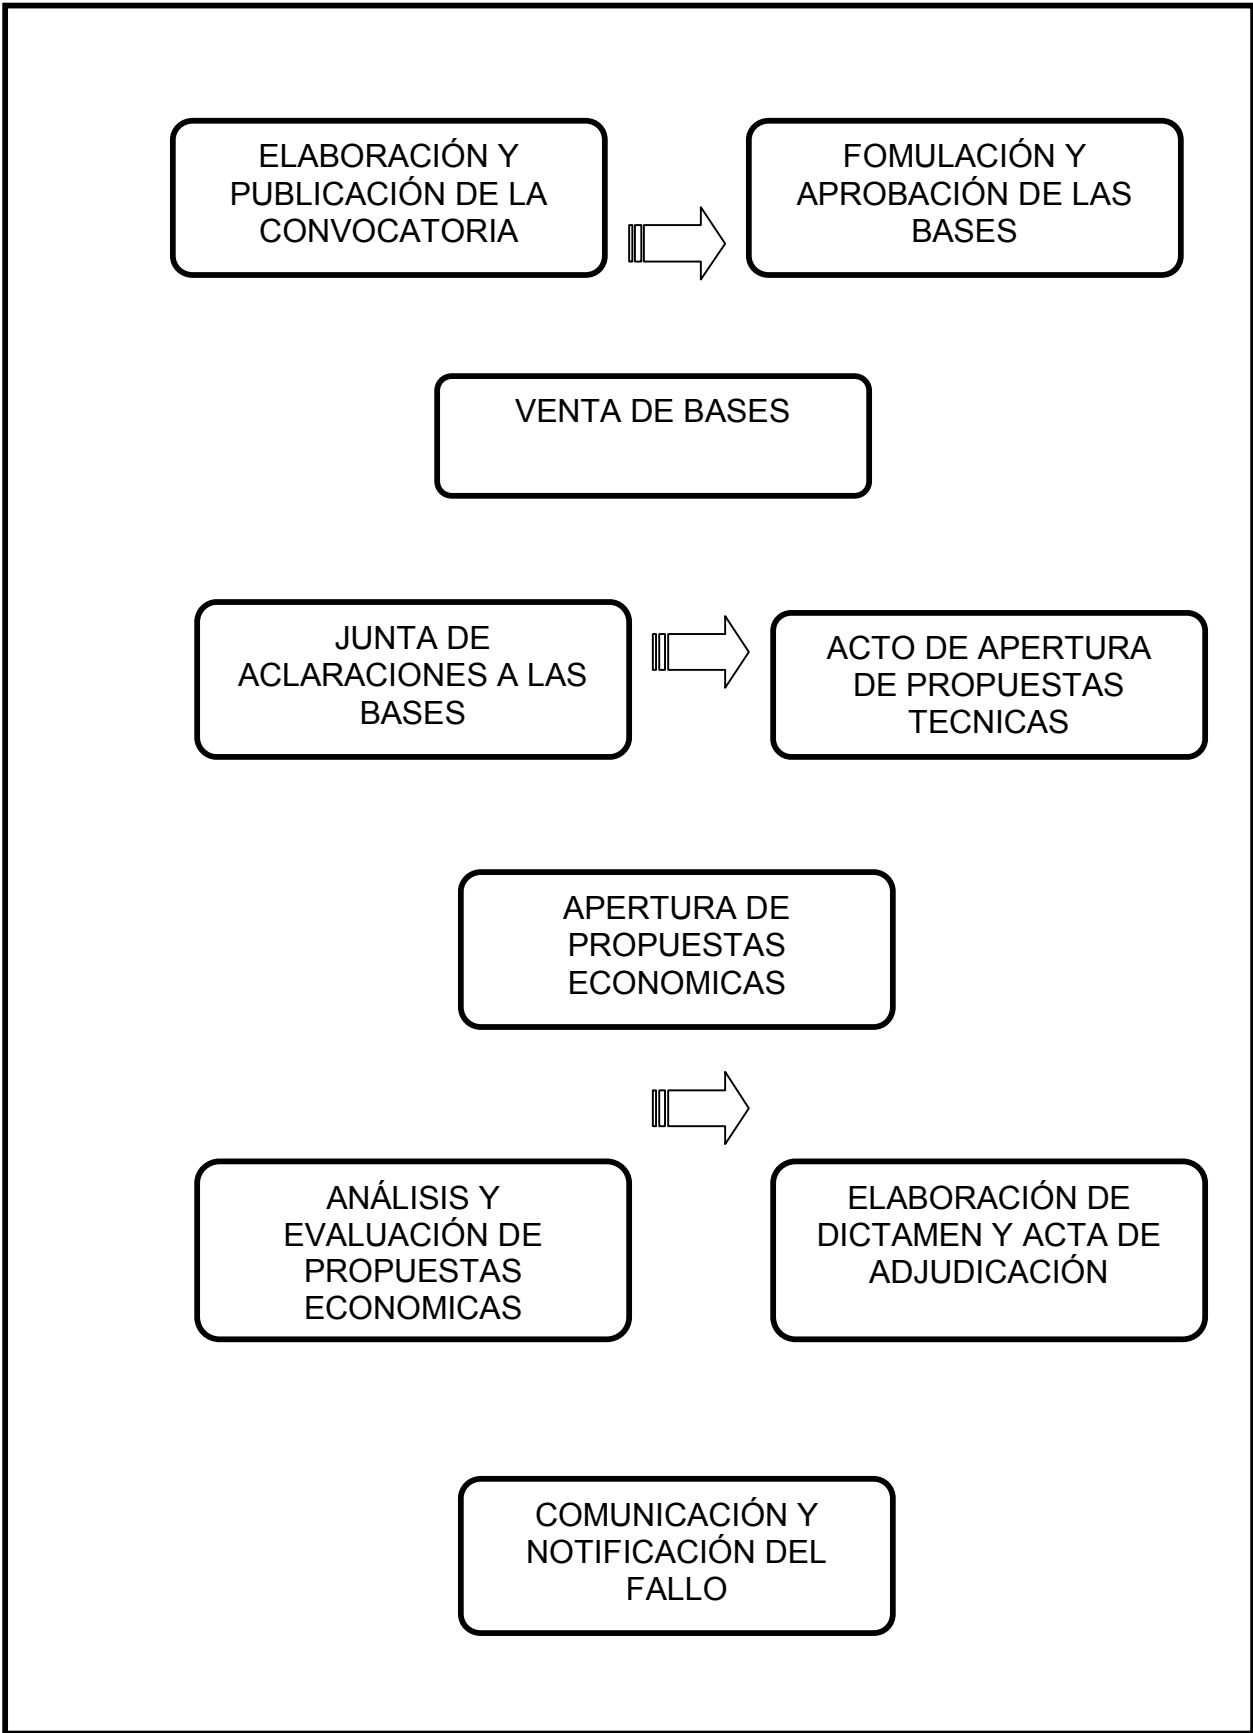 ELABORACIÓN Y
PUBLICACIÓN DE LA
CONVOCATORIA
FOMULACIÓN Y
APROBACIÓN DE LAS
BASES
VENTA DE BASES
JUNTA DE
ACLARACIONES A LAS
BASES
ACTO DE APERTURA
DE PROPUESTAS
TECNICAS
APERTURA DE
PROPUESTAS
ECONOMICAS
ANÁLISIS Y
EVALUACIÓN DE
PROPUESTAS
ECONOMICAS
ELABORACIÓN DE
DICTAMEN Y ACTA DE
ADJUDICACIÓN
COMUNICACIÓN Y
NOTIFICACIÓN DEL
FALLO